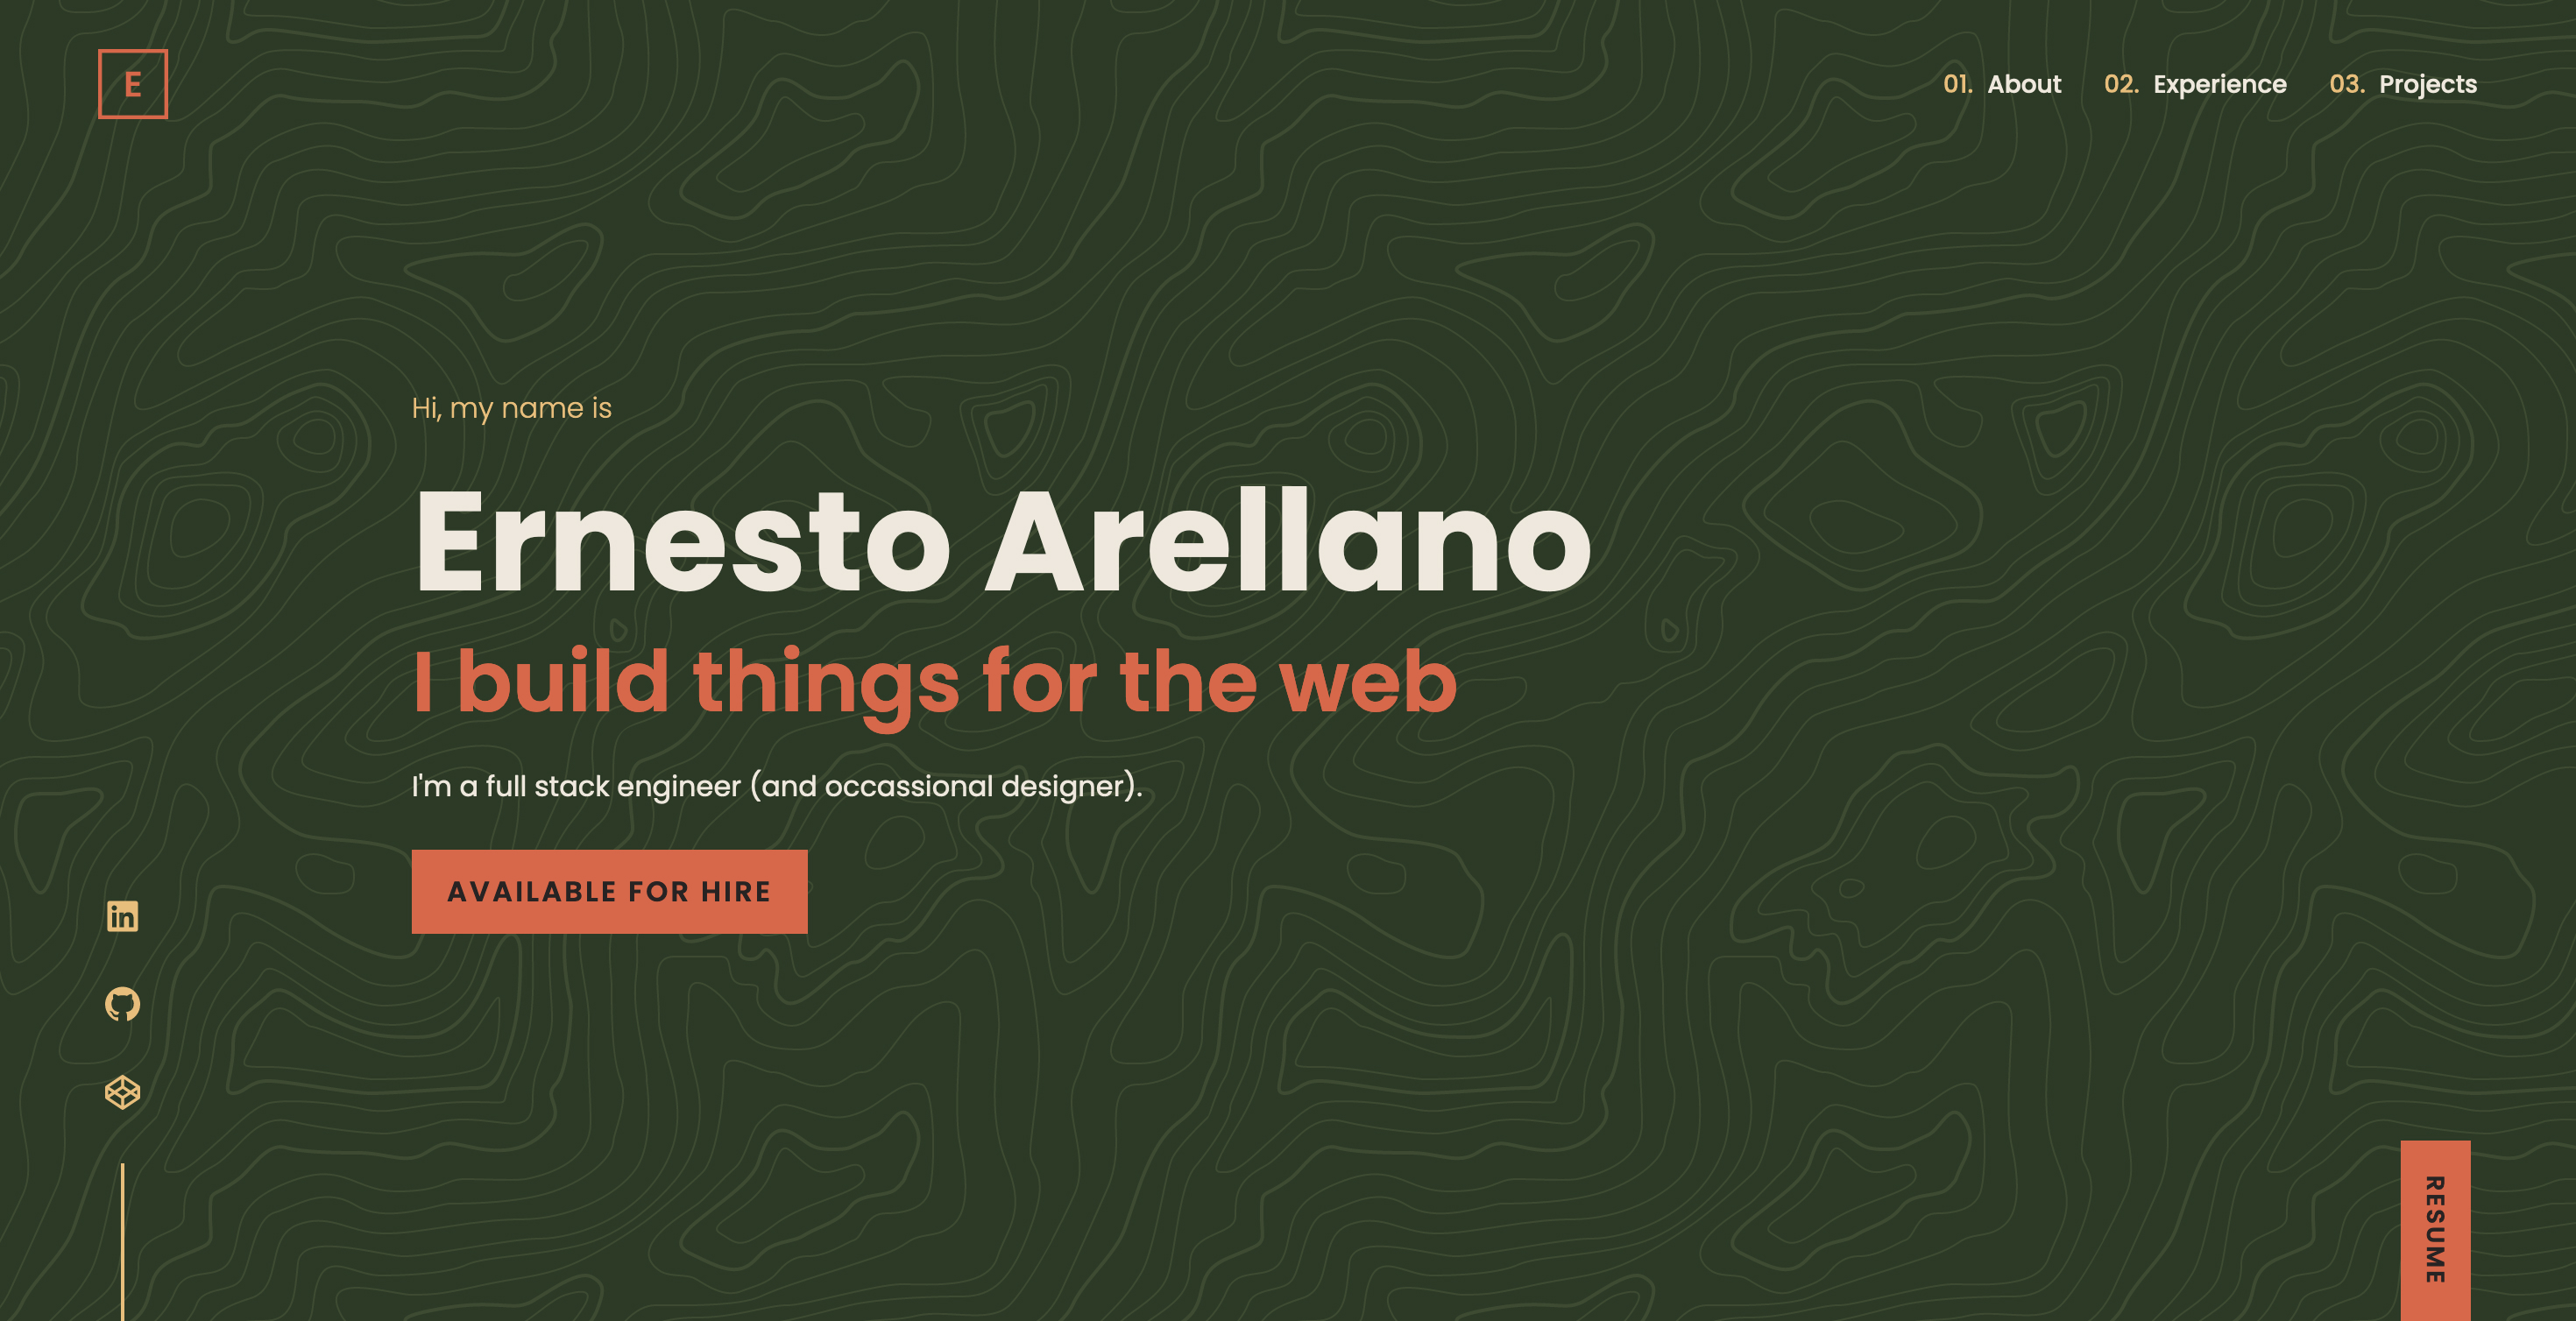 E
01. About 02. Experience 03. Projects
Hi, my name is
Ernesto Arellano
I build things for the web
I'm a full stack engineer (and occassional designer).
AVAILABLE FOR HIRE
in
RESUME